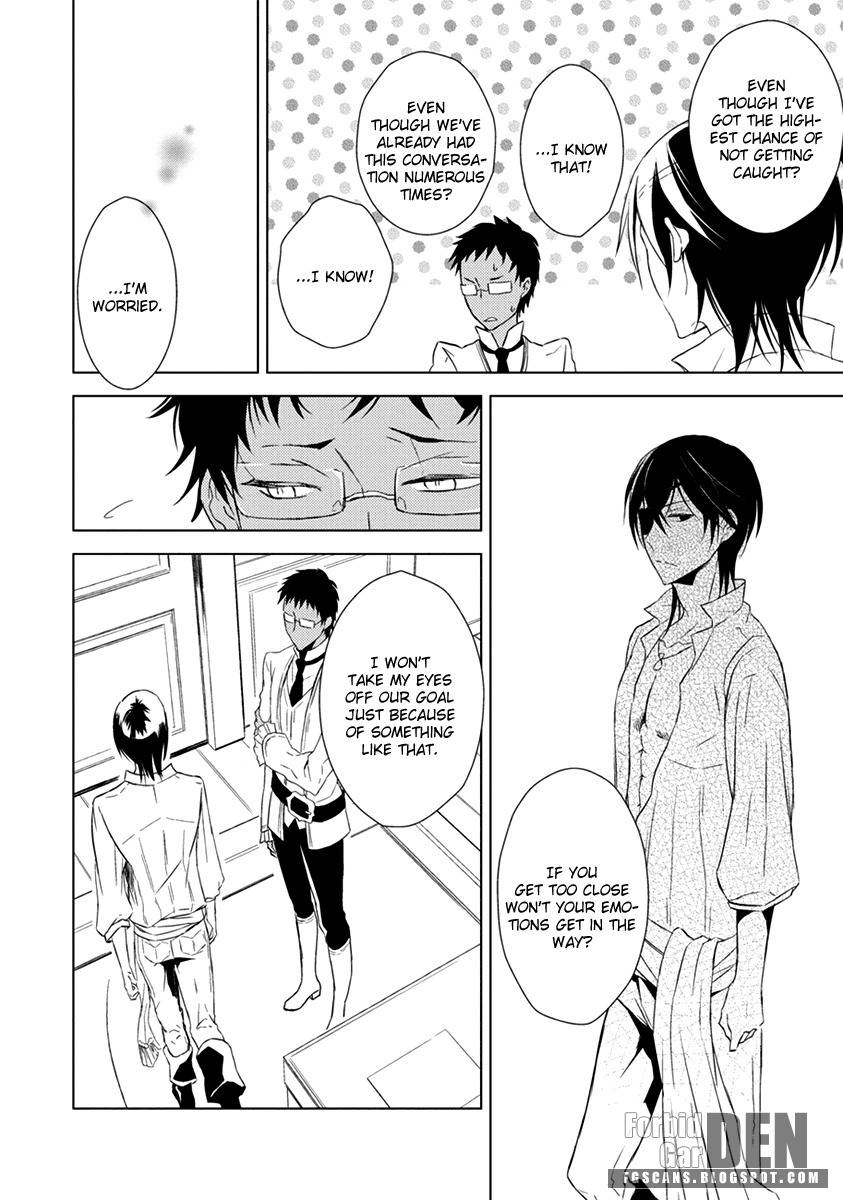 EVEN
THOUGH I'VE
GOT THE HIGH-
EST CHANCE OF
NOT GETTING
CAUGHT?
...I KNOW
THAT!
EVEN
THOUGH WE'VE
ALREADY HAD
THIS CONVERSA-
TION NUMEROUS
TIMES?
...I KNOW!
...I'M
WORRIED.
IF YOU
GET TOO CLOSE
WON'T YOUR EMO-
TIONS GET IN THE
WAY?
I WON'T
TAKE MY EYES
OFF OUR GOAL
JUST BECAUSE
OF SOMETHING
LIKE THAT.
Forbid
Gar DEN
FGSCANS.BLOGSPOT.COM